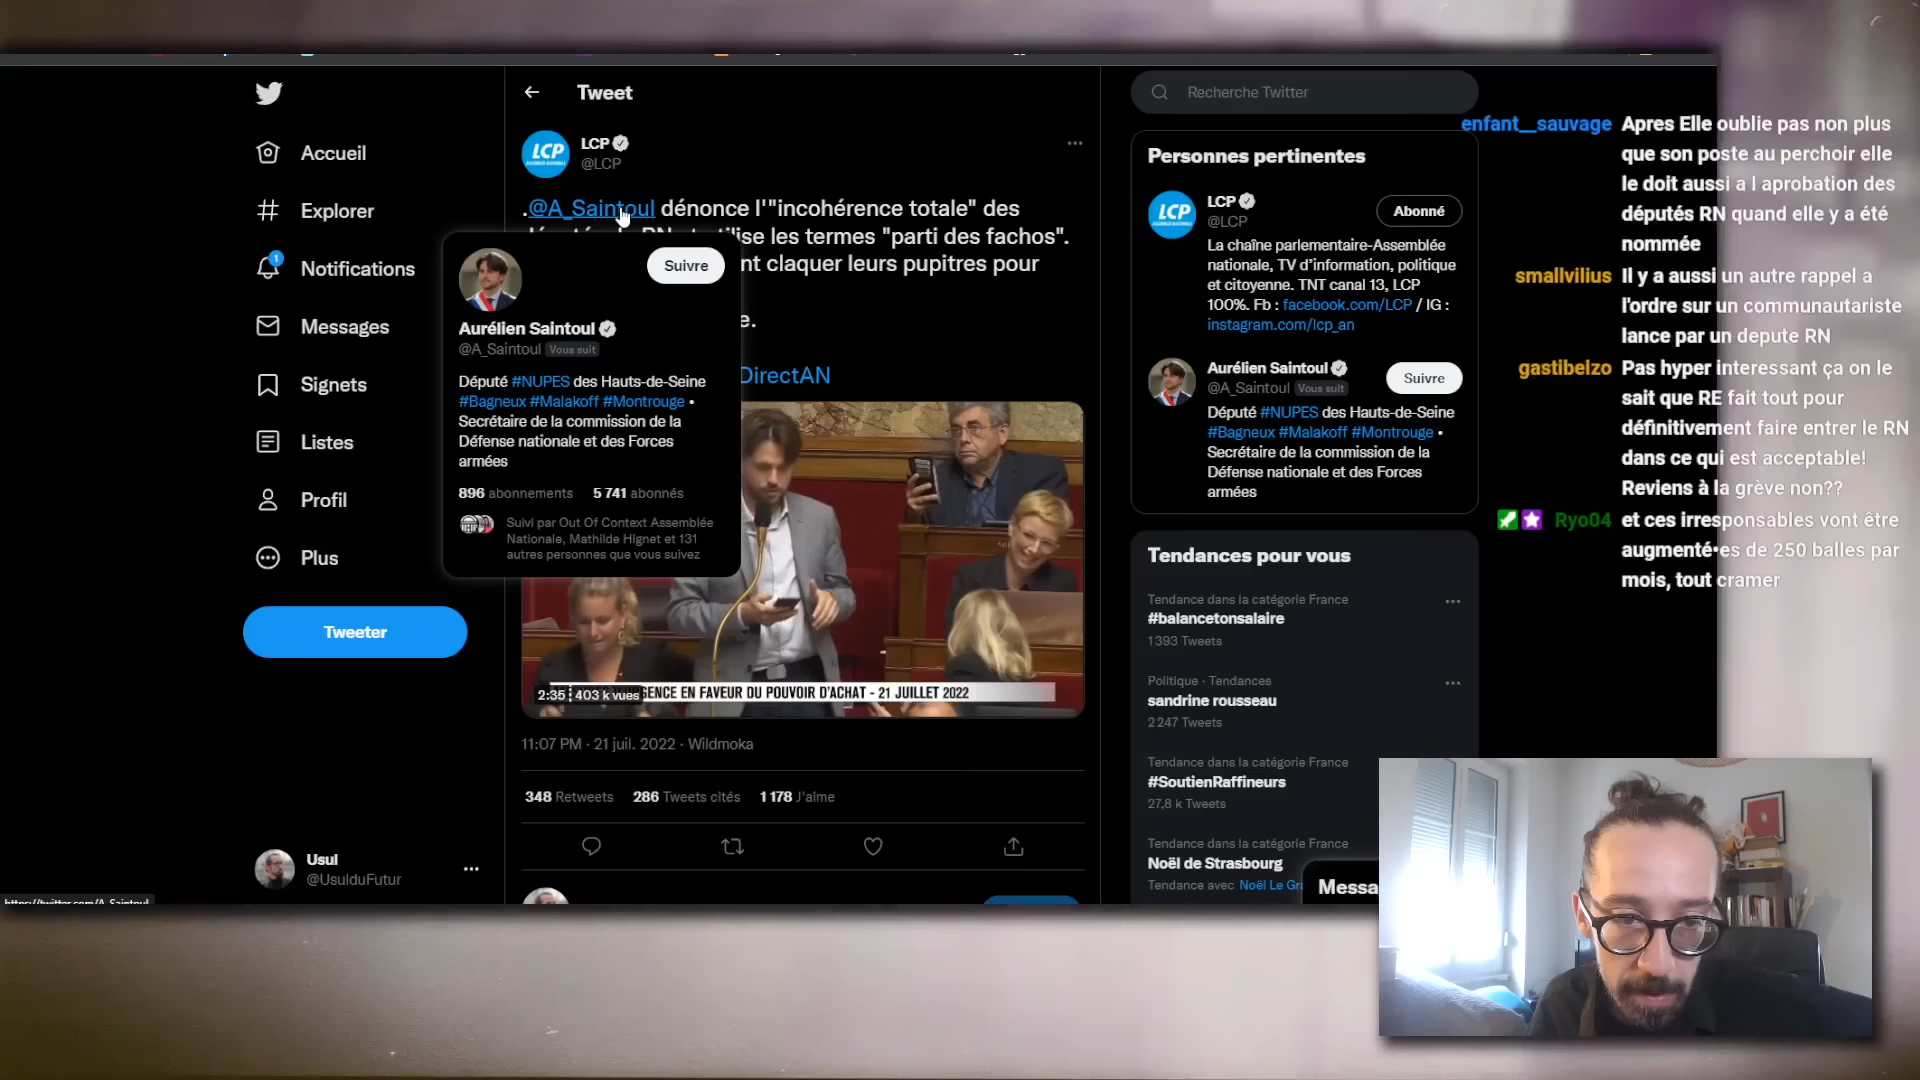 Accueil
Explorer
1
Notifications
Messages
Signets
Listes
Profil
Plus
Tweeter
Usul
@UsulduFutur
https://twitter.com/A_Saintoul
Tweet
LCP
LCP
@LCP
.@A_Saintoul dénonce l'"incohérence totale" des
utilise les termes "parti des fachos".
nt claquer leurs pupitres pour
e.
DirectAN
Suivre
Aurélien Saintoul
@A_Saintoul Vous suit
Député #NUPES des Hauts-de-Seine
#Bagneux #Malakoff #Montrouge •
Secrétaire de la commission de la
Défense nationale et des Forces
armées
896 abonnements 5 741 abonnés
Suivi par Out Of Context Assemblée
Nationale, Mathilde Hignet et 131
autres personnes que vous suivez
2:35 | 403 k vues
GENCE EN FAVEUR DU POUVOIR D'ACHAT - 21 JUILLET 2022
11:07 PM · 21 juil. 2022 · Wildmoka
348 Retweets 286 Tweets cités 1 178 J'aime
Recherche Twitter
Personnes pertinentes
LCP
LCP
@LCP
Abonné
La chaîne parlementaire-Assemblée
nationale, TV d'information, politique
et citoyenne. TNT canal 13, LCP
100%. Fb : facebook.com/LCP / IG :
instagram.com/lcp_an
Aurélien Saintoul
@A_Saintoul Vous suit
Suivre
Député #NUPES des Hauts-de-Seine
#Bagneux #Malakoff #Montrouge •
Secrétaire de la commission de la
Défense nationale et des Forces
armées
Tendances pour vous
Tendance dans la catégorie France
#balancetonsalaire
1 393 Tweets
Politique · Tendances
sandrine rousseau
2 247 Tweets
Tendance dans la catégorie France
#SoutienRaffineurs
27,8 k Tweets
Tendance dans la catégorie France
Noël de Strasbourg
Tendance avec Noël Le Gra
Messa
enfant__sauvage Apres Elle oublie pas non plus
que son poste au perchoir elle
le doit aussi a l aprobation des
députés RN quand elle y a été
nommée
smallvilius Il y a aussi un autre rappel a
l'ordre sur un communautariste
lance par un depute RN
gastibelzo Pas hyper interessant ça on le
sait que RE fait tout pour
définitivement faire entrer le RN
dans ce qui est acceptable!
Reviens à la grève non??
Ryo04 et ces irresponsables vont être
augmenté•es de 250 balles par
mois, tout cramer